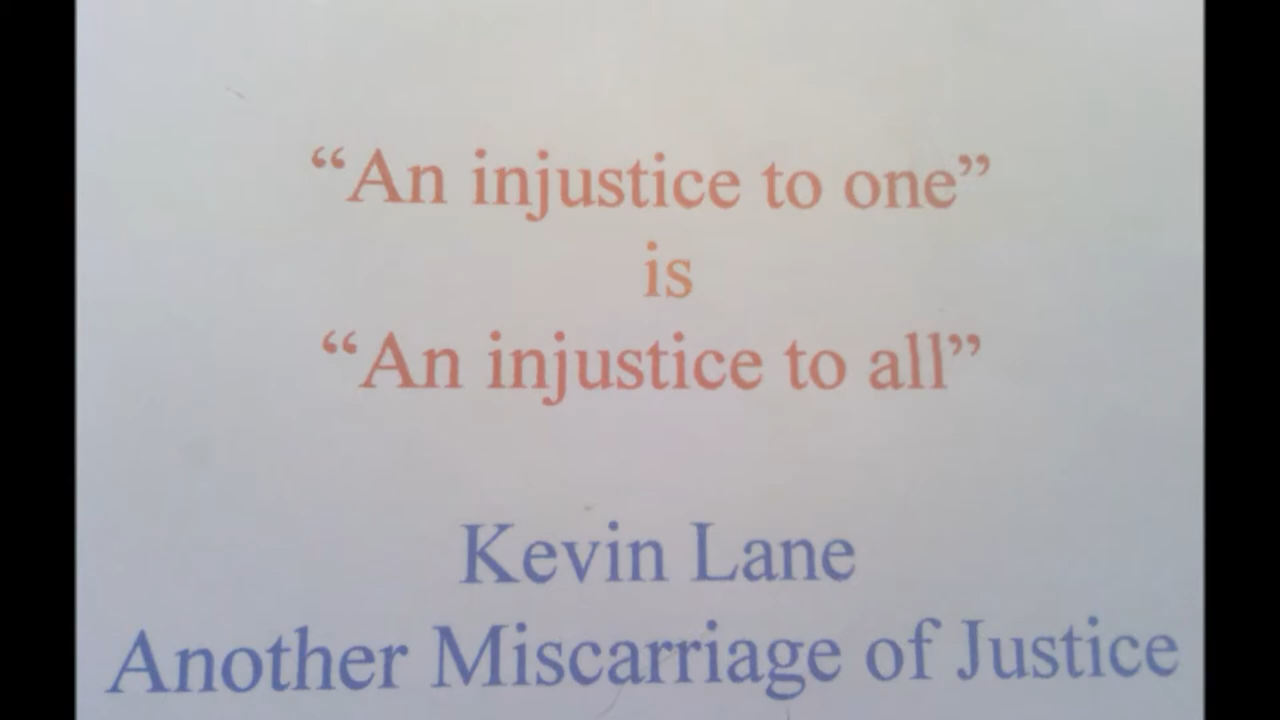 “An injustice to one”
is
“An injustice to all”
Kevin Lane
Another Miscarriage of Justice